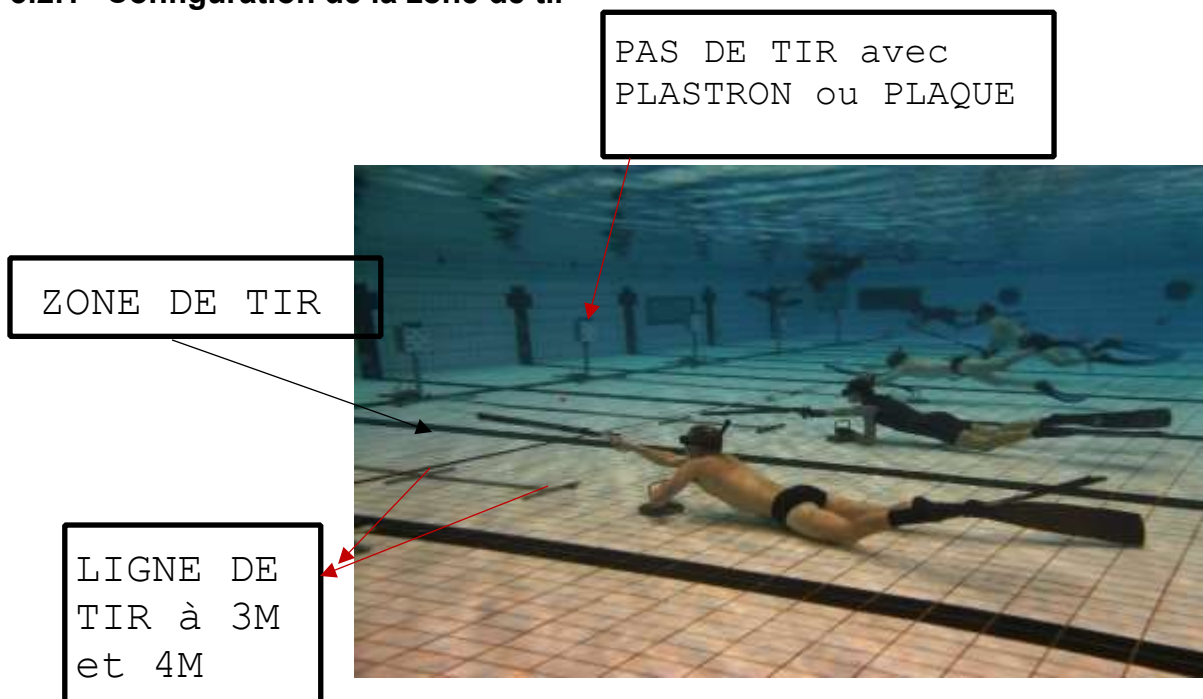 PAS DE TIR avec
PLASTRON ou PLAQUE
ZONE DE TIR
LIGNE DE
TIR à 3M
et 4M